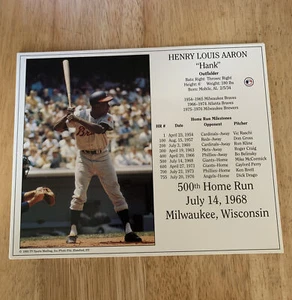 HENRY LOUIS AARON
"Hank"
Outfielder
Bats: Right Throws: Right
Height: 6' Weight: 180 lbs
Born: Mobile, AL 2/5/34
1954-1965 Milwaukee Braves
1966-1974 Atlanta Braves
1975-1976 Milwaukee Brewers
Home Run Milestones
HR # Date Opponent Pitcher
1 April 23, 1954 Cardinals-Away Vic Raschi
100 Aug. 15, 1957 Reds-Away Don Gross
200 July 3, 1960 Cardinals-Away Ron Kline
300 April 19, 1963 Mets-Away Roger Craig
400 April 20, 1966 Phillies-Away Bo Belinsky
500 July 14, 1968 Giants-Home Mike McCormick
600 April 27, 1971 Giants-Home Gaylord Perry
700 July 21, 1973 Phillies-Home Ken Brett
755 July 20, 1976 Angels-Home Dick Drago
500th Home Run
July 14, 1968
Milwaukee, Wisconsin